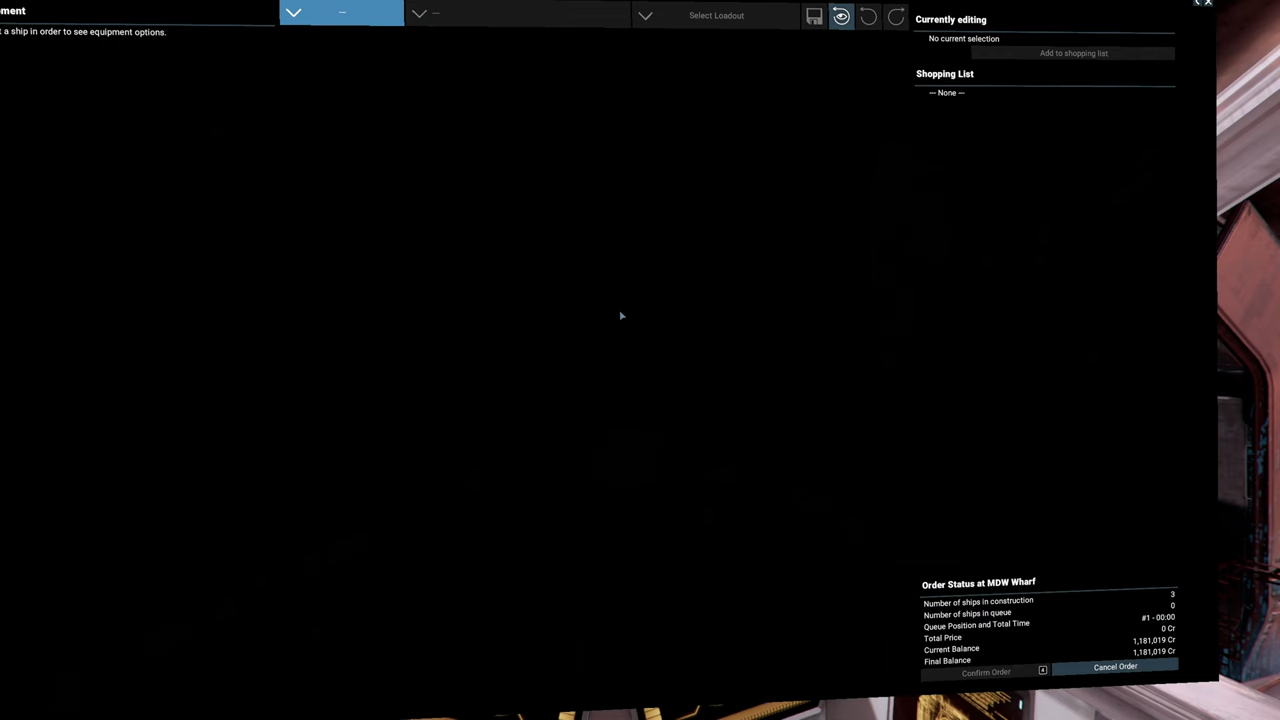 ment
t a ship in order to see equipment options.
–
–
Select Loadout
Currently editing
No current selection
Add to shopping list
Shopping List
--- None ---
Order Status at MDW Wharf
Number of ships in construction 3
Number of ships in queue 0
Queue Position and Total Time #1 - 00:00
Total Price 0 Cr
Current Balance 1,181,019 Cr
Final Balance 1,181,019 Cr
Confirm Order 4
Cancel Order